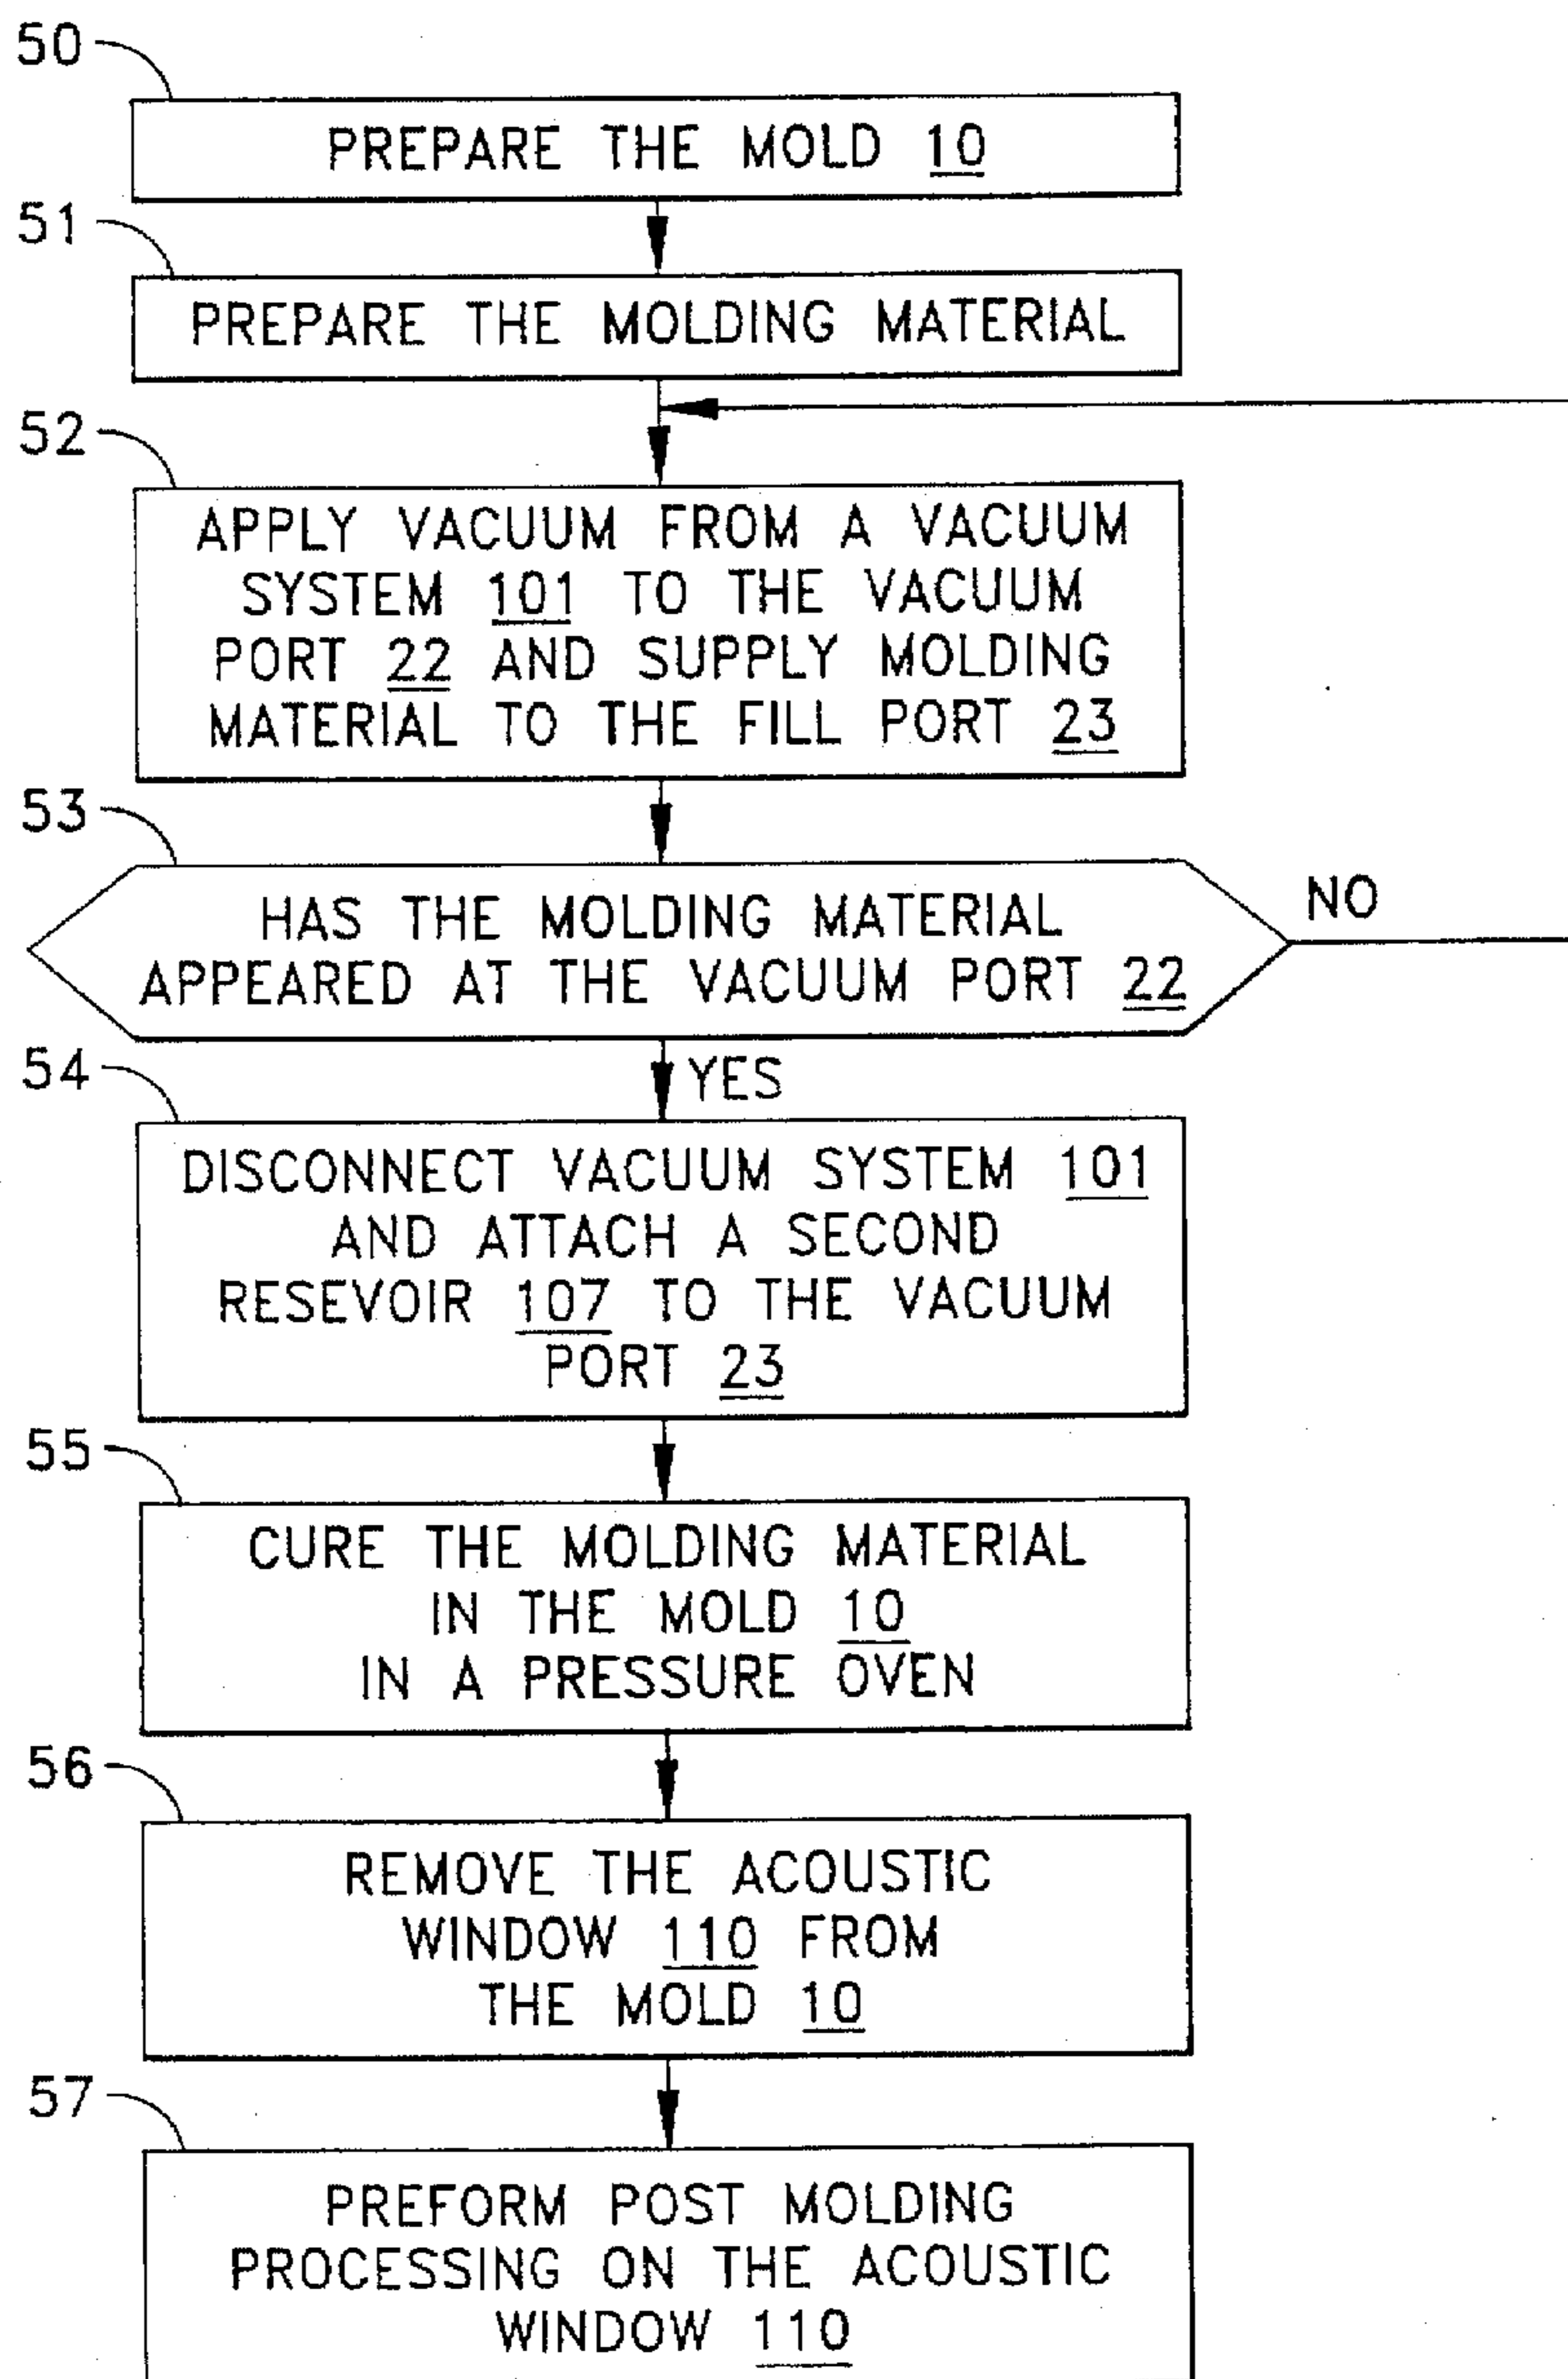 50
PREPARE THE MOLD 10
51
PREPARE THE MOLDING MATERIAL
52
APPLY VACUUM FROM A VACUUM
SYSTEM 101 TO THE VACUUM
PORT 22 AND SUPPLY MOLDING
MATERIAL TO THE FILL PORT 23
53
HAS THE MOLDING MATERIAL
APPEARED AT THE VACUUM PORT 22
NO
YES
54
DISCONNECT VACUUM SYSTEM 101
AND ATTACH A SECOND
RESEVOIR 107 TO THE VACUUM
PORT 23
55
CURE THE MOLDING MATERIAL
IN THE MOLD 10
IN A PRESSURE OVEN
56
REMOVE THE ACOUSTIC
WINDOW 110 FROM
THE MOLD 10
57
PREFORM POST MOLDING
PROCESSING ON THE ACOUSTIC
WINDOW 110